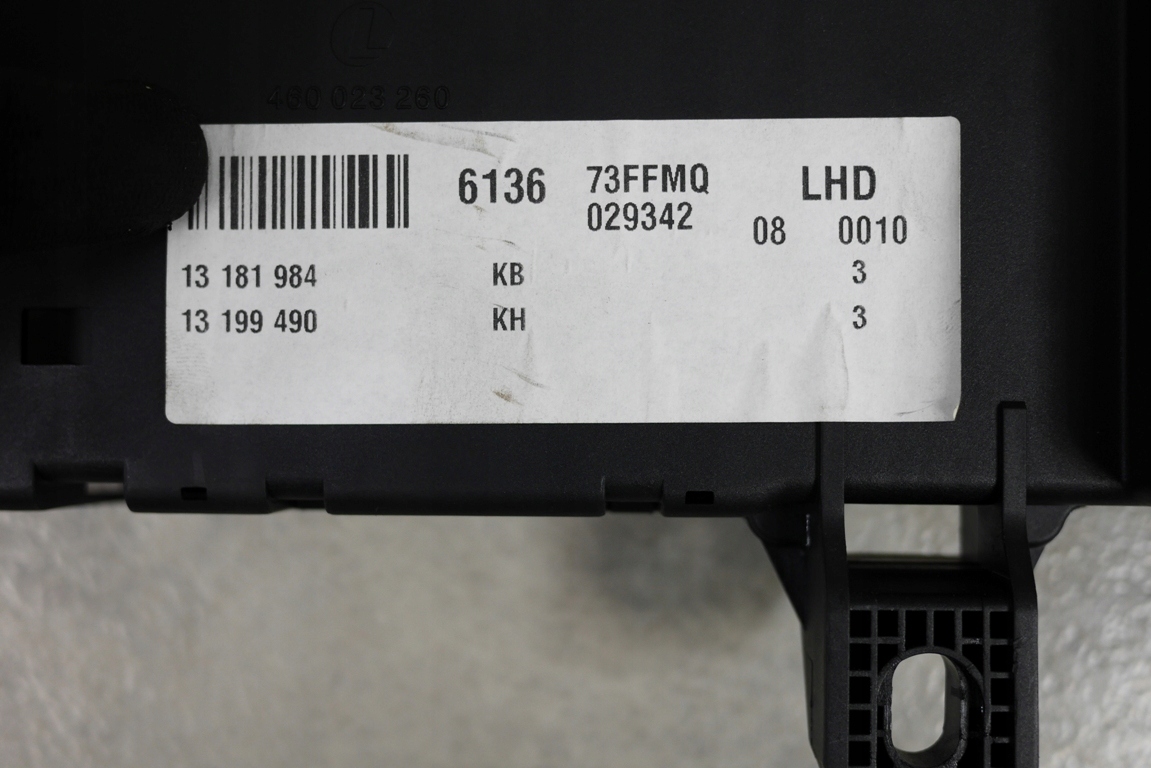 460 023 260
6136 73FFMQ LHD
029342 08 0010
13 181 984 KB 3
13 199 490 KH 3